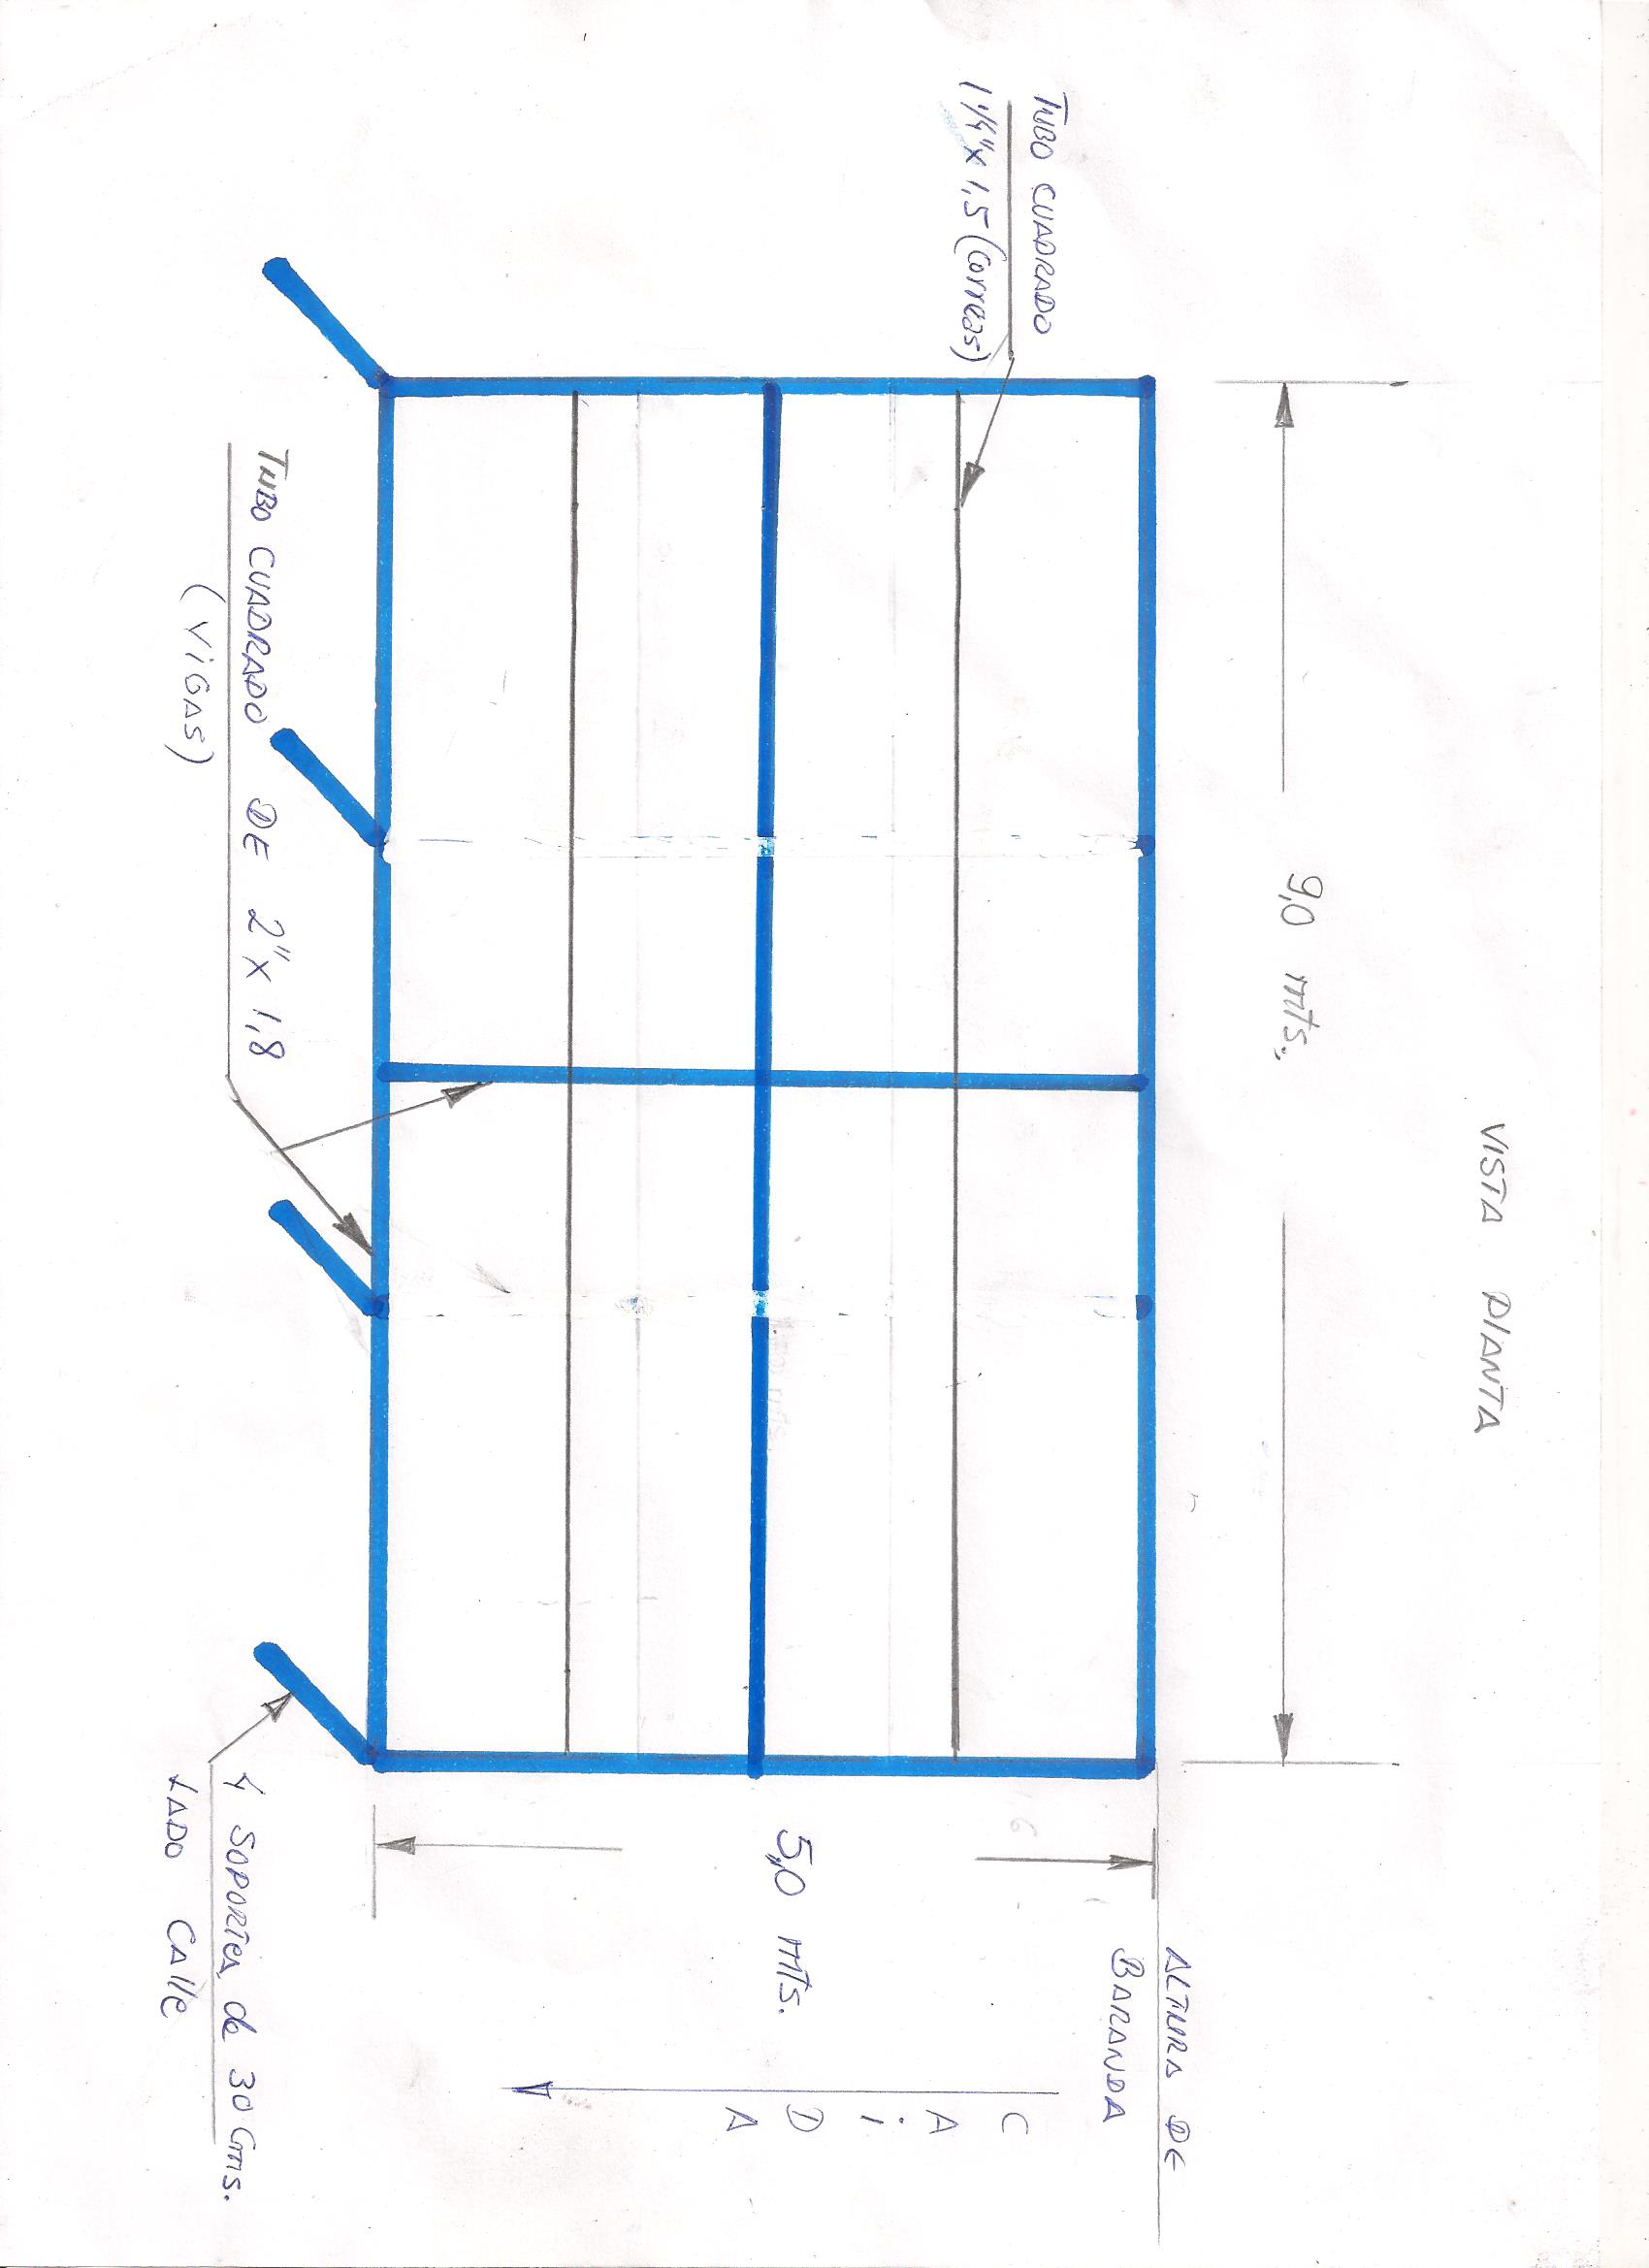 VISTA PLANTA
9,0 mts.
ALTURA DE
BARANDA
TUBO CUADRADO
1 1/4" x 1,5 (Correas)
C
A
i
D
A
5,0 mts.
TUBO CUADRADO DE 2" x 1,8
(ViGAS)
4 SOPORTES de 30 Cms.
LADO CAlle